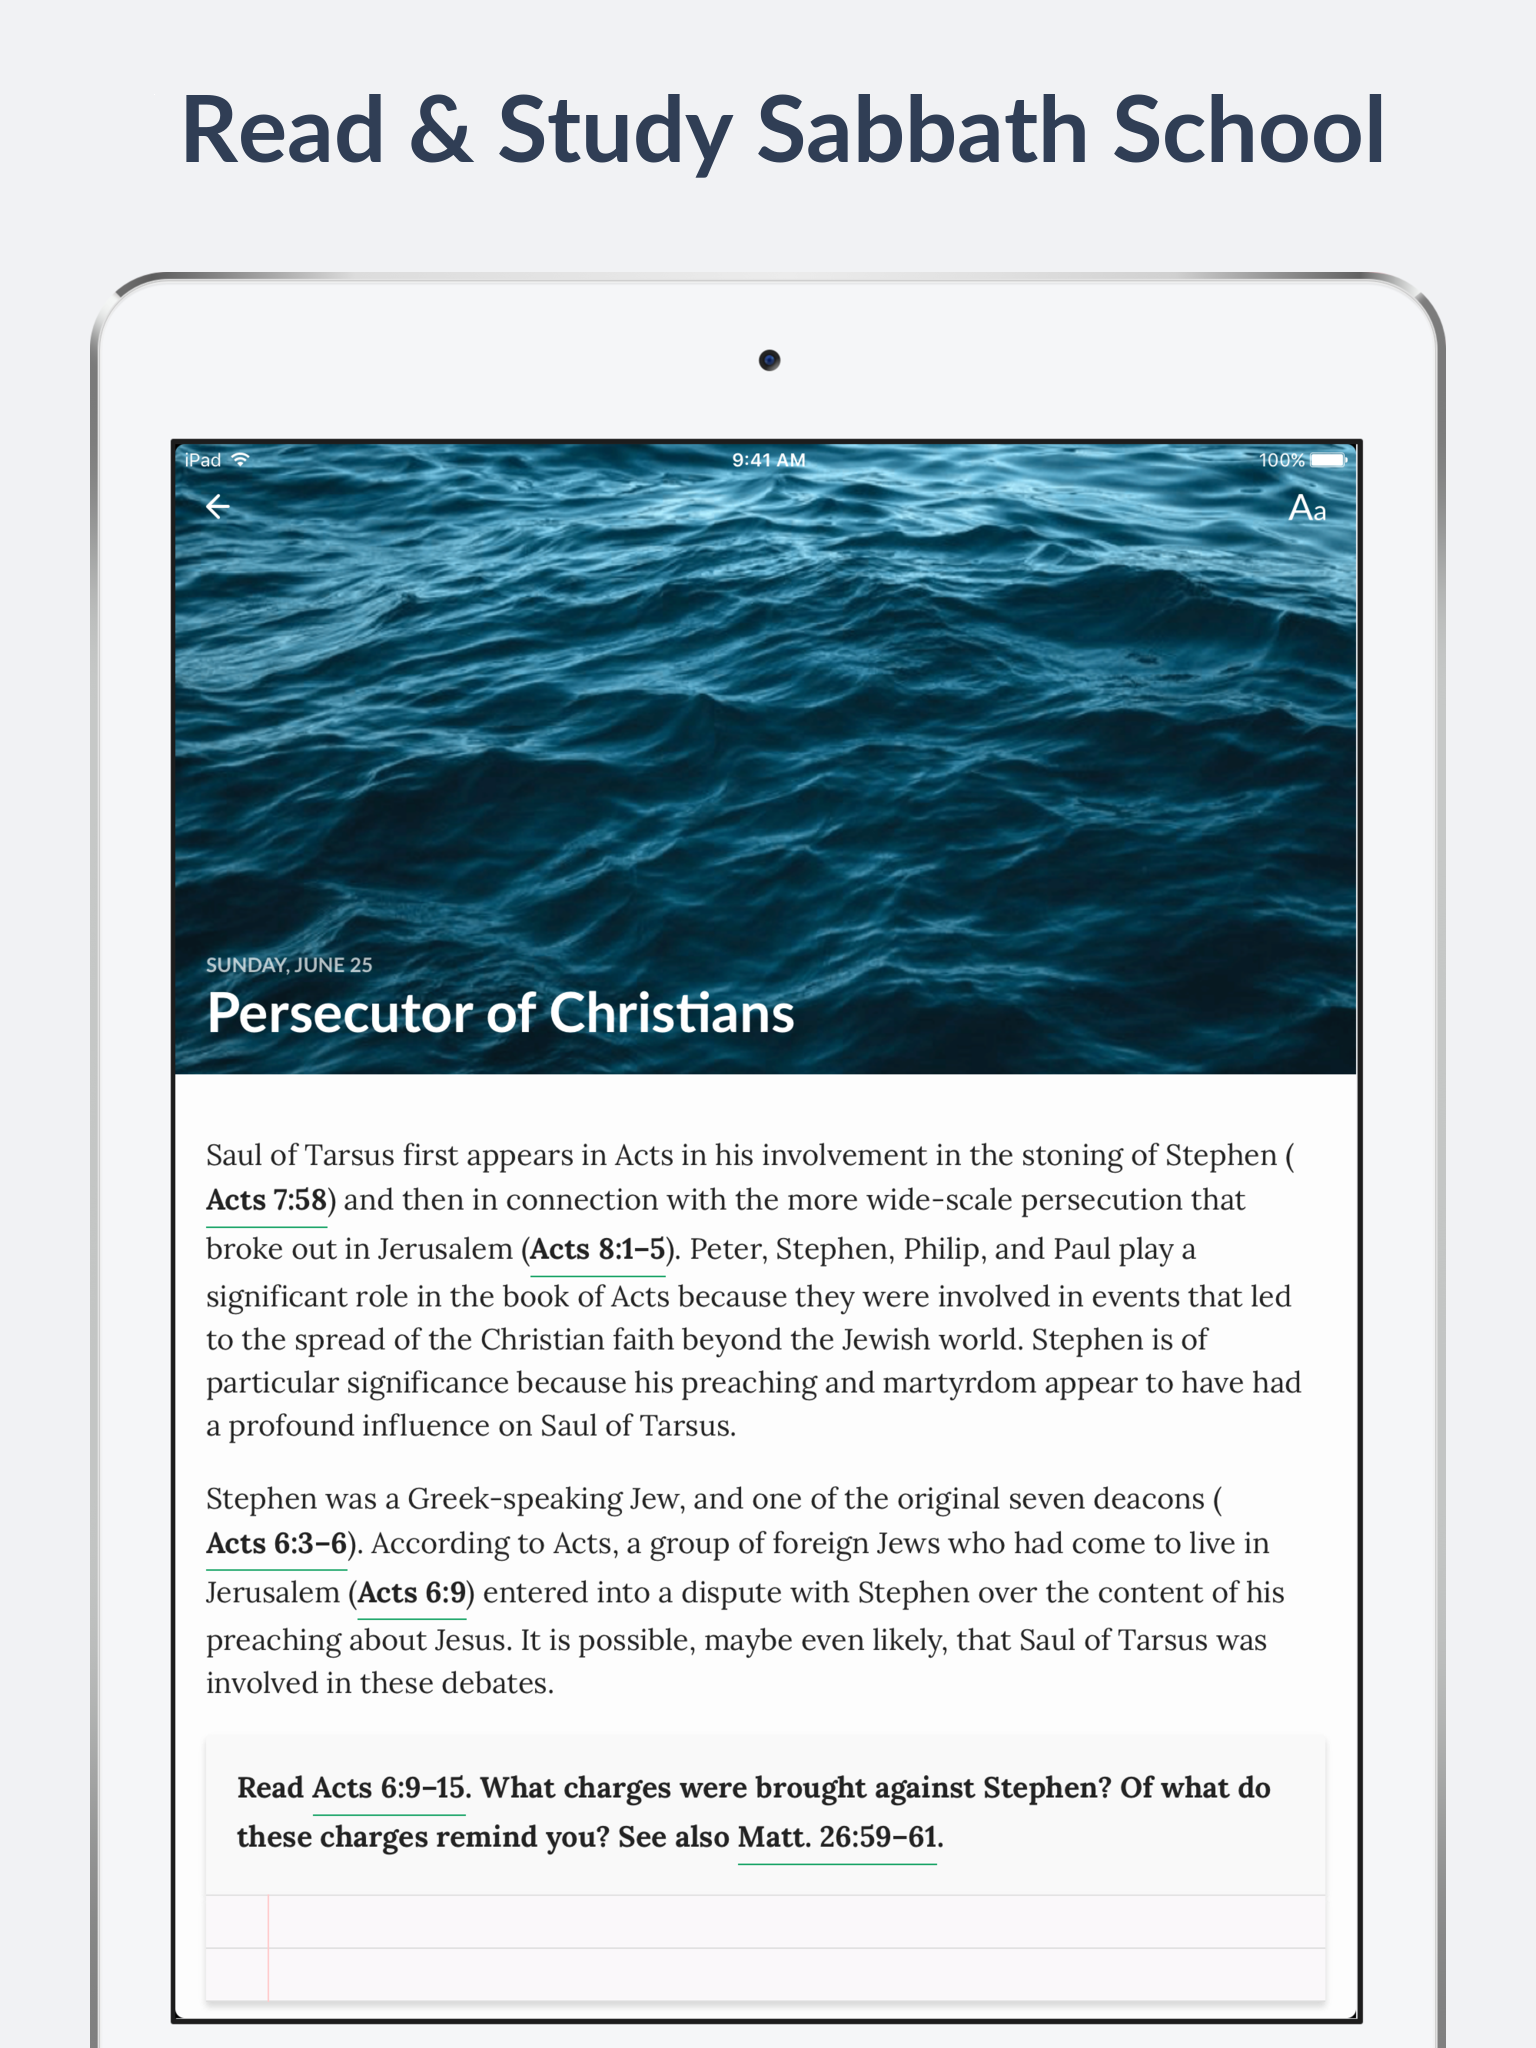 Read & Study Sabbath School
iPad 9:41 AM 100%
Aa
SUNDAY, JUNE 25
Persecutor of Christians
Saul of Tarsus first appears in Acts in his involvement in the stoning of Stephen (
Acts 7:58) and then in connection with the more wide-scale persecution that
broke out in Jerusalem (Acts 8:1–5). Peter, Stephen, Philip, and Paul play a
significant role in the book of Acts because they were involved in events that led
to the spread of the Christian faith beyond the Jewish world. Stephen is of
particular significance because his preaching and martyrdom appear to have had
a profound influence on Saul of Tarsus.
Stephen was a Greek-speaking Jew, and one of the original seven deacons (
Acts 6:3–6). According to Acts, a group of foreign Jews who had come to live in
Jerusalem (Acts 6:9) entered into a dispute with Stephen over the content of his
preaching about Jesus. It is possible, maybe even likely, that Saul of Tarsus was
involved in these debates.
Read Acts 6:9–15. What charges were brought against Stephen? Of what do
these charges remind you? See also Matt. 26:59–61.